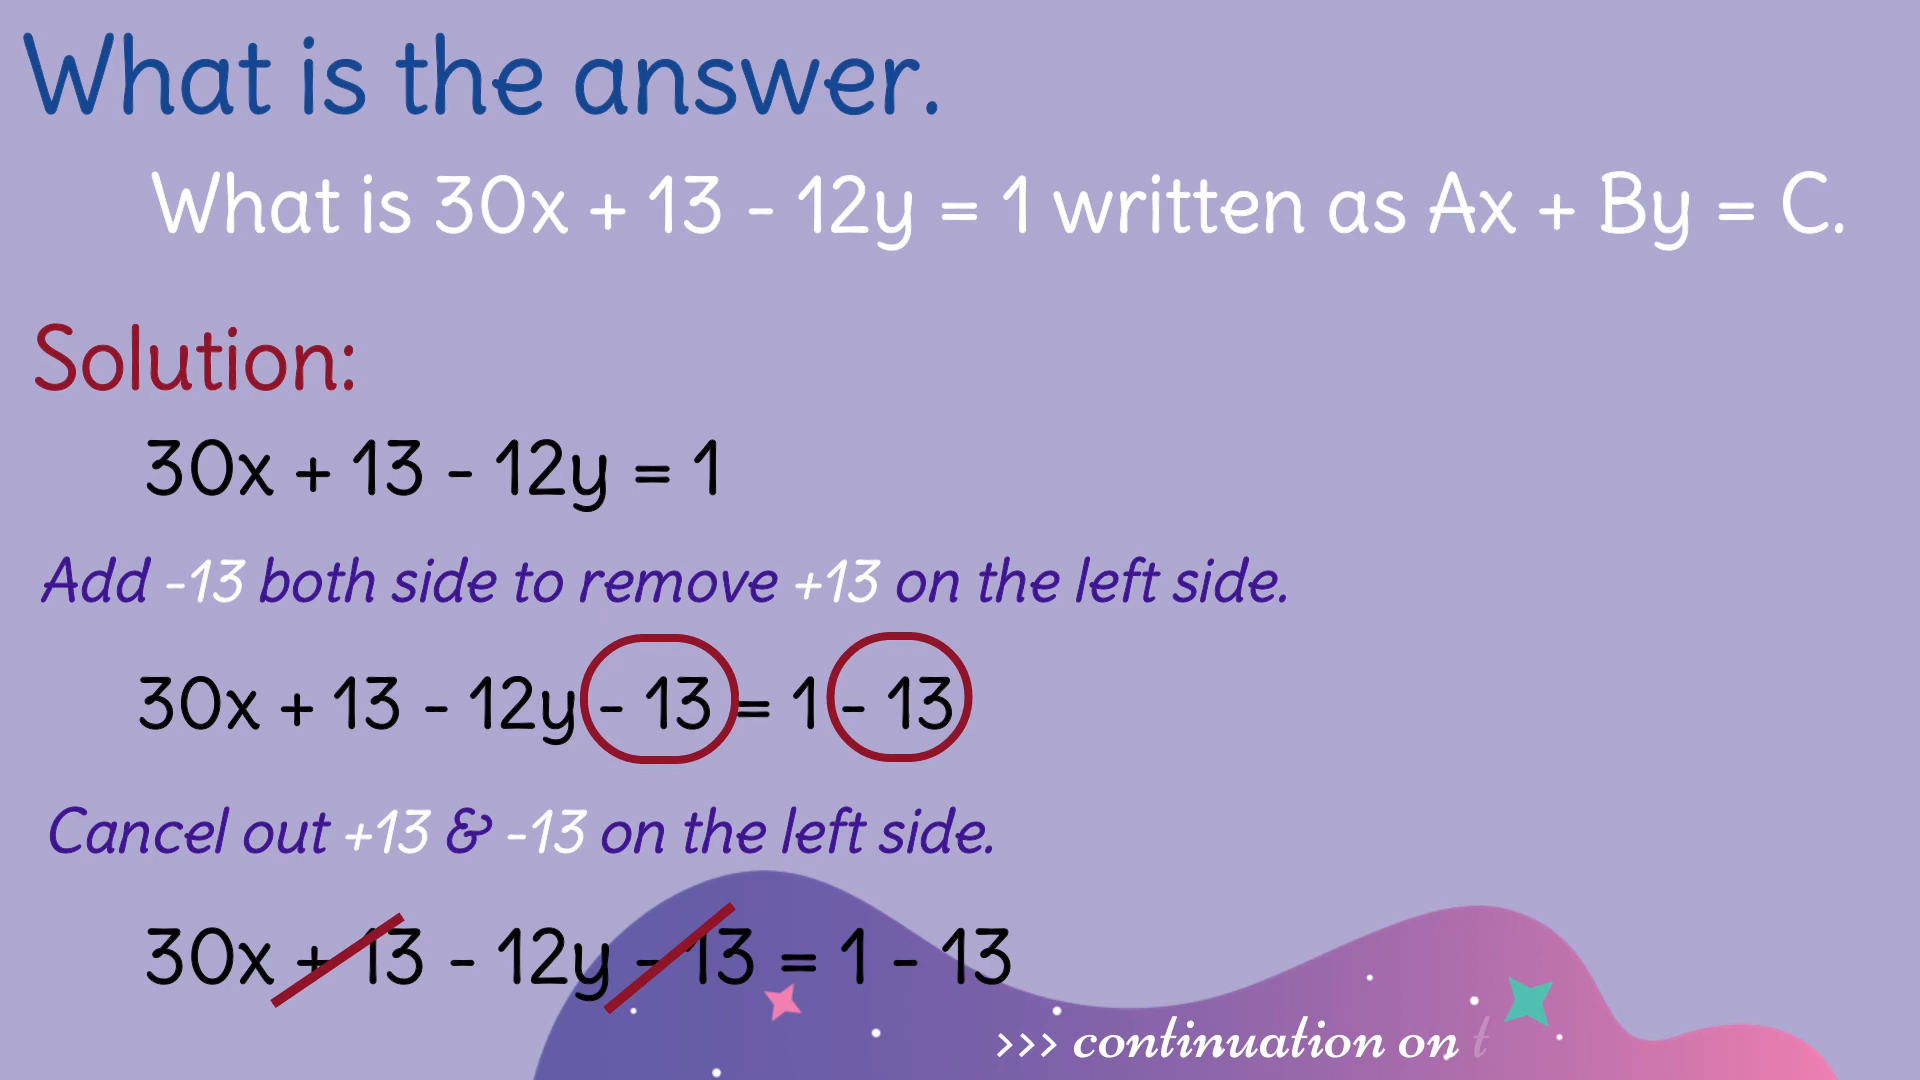 What is the answer.
What is 30x + 13 - 12y = 1 written as Ax + By = C.
Solution:
30x + 13 - 12y = 1
Add -13 both side to remove +13 on the left side.
30x + 13 - 12y - 13 = 1 - 13
Cancel out +13 & -13 on the left side.
30x + 13 - 12y - 13 = 1 - 13
>>> continuation on t